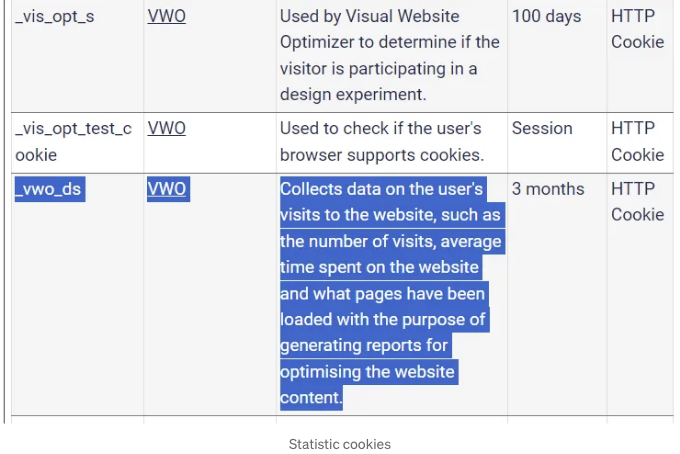 _vis_opt_s VWO Used by Visual Website 100 days HTTP
Optimizer to determine if the Cookie
visitor is participating in a
design experiment.
_vis_opt_test_c VWO Used to check if the user's Session HTTP
ookie browser supports cookies. Cookie
_vwo_ds VWO Collects data on the user's 3 months HTTP
visits to the website, such as Cookie
the number of visits, average
time spent on the website
and what pages have been
loaded with the purpose of
generating reports for
optimising the website
content.
Statistic cookies